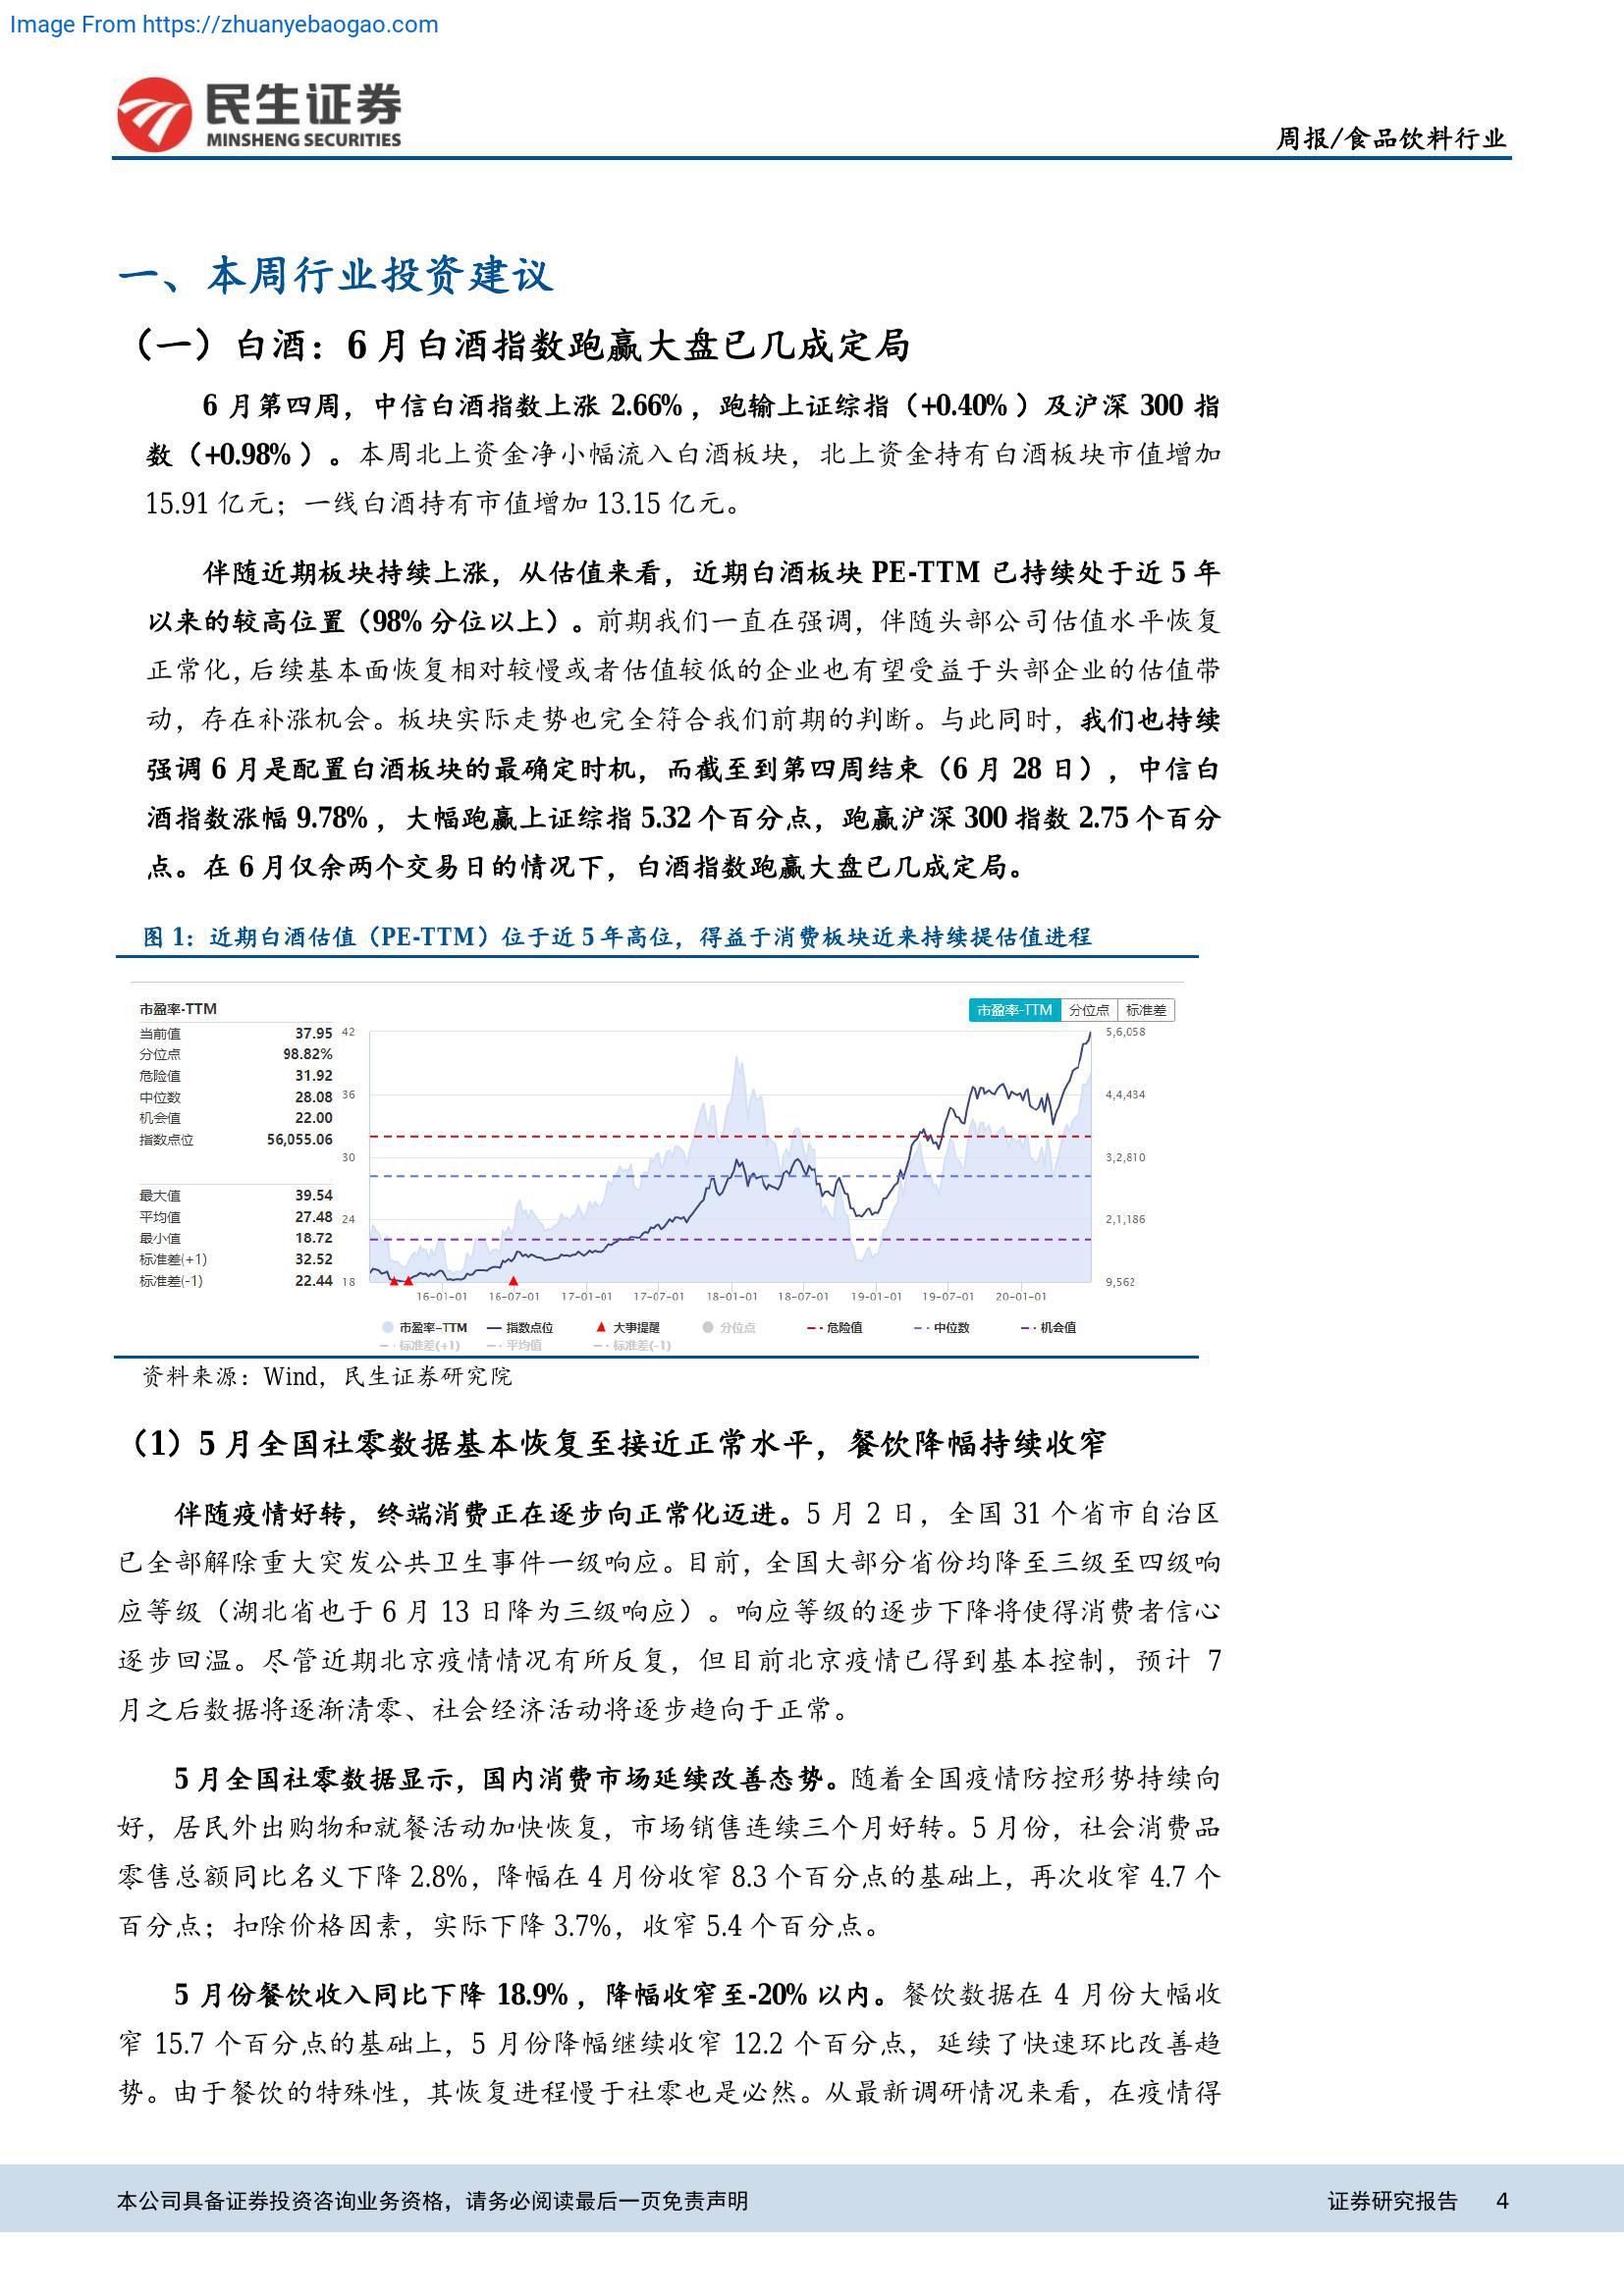 Image From https://zhuanyebaogao.com
民生证券
MINSHENG SECURITIES
周报/食品饮料行业
一、本周行业投资建议
（一）白酒：6 月白酒指数跑赢大盘已几成定局
6 月第四周，中信白酒指数上涨 2.66%，跑输上证综指（+0.40%）及沪深 300 指
数（+0.98%）。本周北上资金净小幅流入白酒板块，北上资金持有白酒板块市值增加
15.91 亿元；一线白酒持有市值增加 13.15 亿元。
伴随近期板块持续上涨，从估值来看，近期白酒板块 PE-TTM 已持续处于近 5 年
以来的较高位置（98%分位以上）。前期我们一直在强调，伴随头部公司估值水平恢复
正常化，后续基本面恢复相对较慢或者估值较低的企业也有望受益于头部企业的估值带
动，存在补涨机会。板块实际走势也完全符合我们前期的判断。与此同时，我们也持续
强调 6 月是配置白酒板块的最确定时机，而截至到第四周结束（6 月 28 日），中信白
酒指数涨幅 9.78%，大幅跑赢上证综指 5.32 个百分点，跑赢沪深 300 指数 2.75 个百分
点。在 6 月仅余两个交易日的情况下，白酒指数跑赢大盘已几成定局。
图 1：近期白酒估值（PE-TTM）位于近 5 年高位，得益于消费板块近来持续提估值进程
市盈率-TTM
市盈率-TTM 分位点 标准差
当前值 37.95
分位点 98.82%
危险值 31.92
中位数 28.08
机会值 22.00
指数点位 56,055.06
最大值 39.54
平均值 27.48
最小值 18.72
标准差(+1) 32.52
标准差(-1) 22.44
42 5,6,058
36 4,4,434
30 3,2,810
24 2,1,186
18 9,562
16-01-01 16-07-01 17-01-01 17-07-01 18-01-01 18-07-01 19-01-01 19-07-01 20-01-01
市盈率-TTM 指数点位 大事提醒 分位点 危险值 中位数 机会值
标准差(+1) 平均值 标准差(-1)
资料来源：Wind，民生证券研究院
（1）5 月全国社零数据基本恢复至接近正常水平，餐饮降幅持续收窄
伴随疫情好转，终端消费正在逐步向正常化迈进。5 月 2 日，全国 31 个省市自治区
已全部解除重大突发公共卫生事件一级响应。目前，全国大部分省份均降至三级至四级响
应等级（湖北省也于 6 月 13 日降为三级响应）。响应等级的逐步下降将使得消费者信心
逐步回温。尽管近期北京疫情情况有所反复，但目前北京疫情已得到基本控制，预计 7
月之后数据将逐渐清零、社会经济活动将逐步趋向于正常。
5 月全国社零数据显示，国内消费市场延续改善态势。随着全国疫情防控形势持续向
好，居民外出购物和就餐活动加快恢复，市场销售连续三个月好转。5 月份，社会消费品
零售总额同比名义下降 2.8%，降幅在 4 月份收窄 8.3 个百分点的基础上，再次收窄 4.7 个
百分点；扣除价格因素，实际下降 3.7%，收窄 5.4 个百分点。
5 月份餐饮收入同比下降 18.9%，降幅收窄至-20%以内。餐饮数据在 4 月份大幅收
窄 15.7 个百分点的基础上，5 月份降幅继续收窄 12.2 个百分点，延续了快速环比改善趋
势。由于餐饮的特殊性，其恢复进程慢于社零也是必然。从最新调研情况来看，在疫情得
本公司具备证券投资咨询业务资格，请务必阅读最后一页免责声明
证券研究报告 4